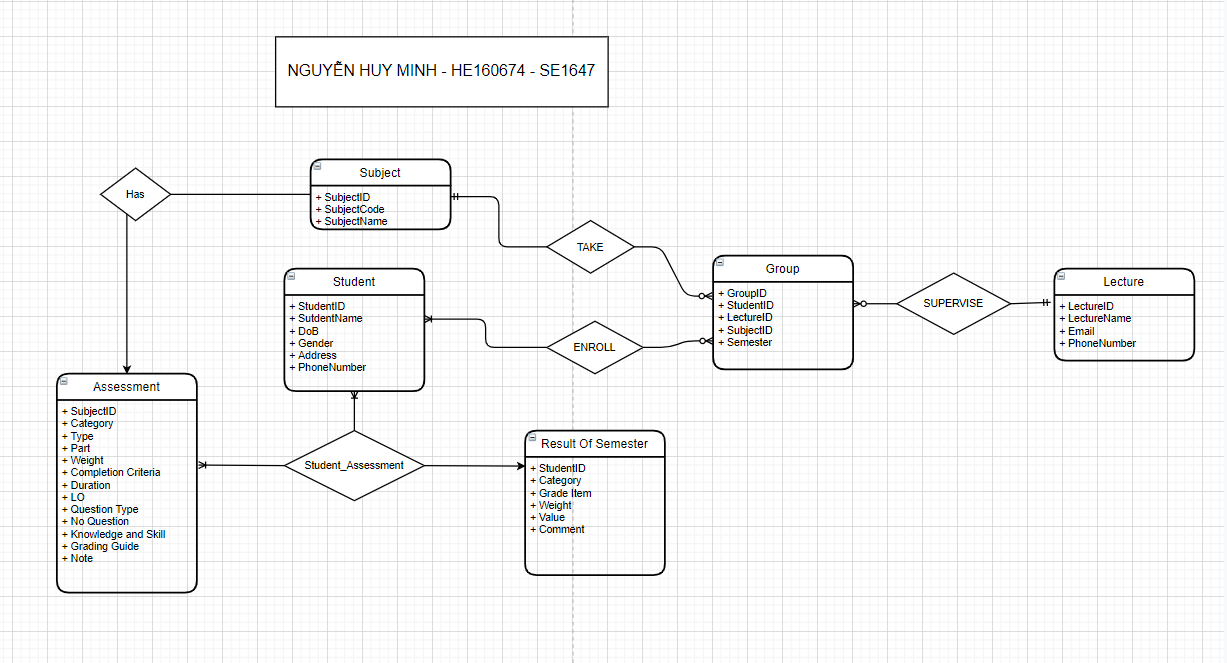 NGUYỄN HUY MINH - HE160674 - SE1647
Subject
+ SubjectID
+ SubjectCode
+ SubjectName
Has
TAKE
Group
+ GroupID
+ StudentID
+ LectureID
+ SubjectID
+ Semester
SUPERVISE
Lecture
+ LectureID
+ LectureName
+ Email
+ PhoneNumber
Student
+ StudentID
+ SutdentName
+ DoB
+ Gender
+ Address
+ PhoneNumber
ENROLL
Assessment
+ SubjectID
+ Category
+ Type
+ Part
+ Weight
+ Completion Criteria
+ Duration
+ LO
+ Question Type
+ No Question
+ Knowledge and Skill
+ Grading Guide
+ Note
Student_Assessment
Result Of Semester
+ StudentID
+ Category
+ Grade Item
+ Weight
+ Value
+ Comment